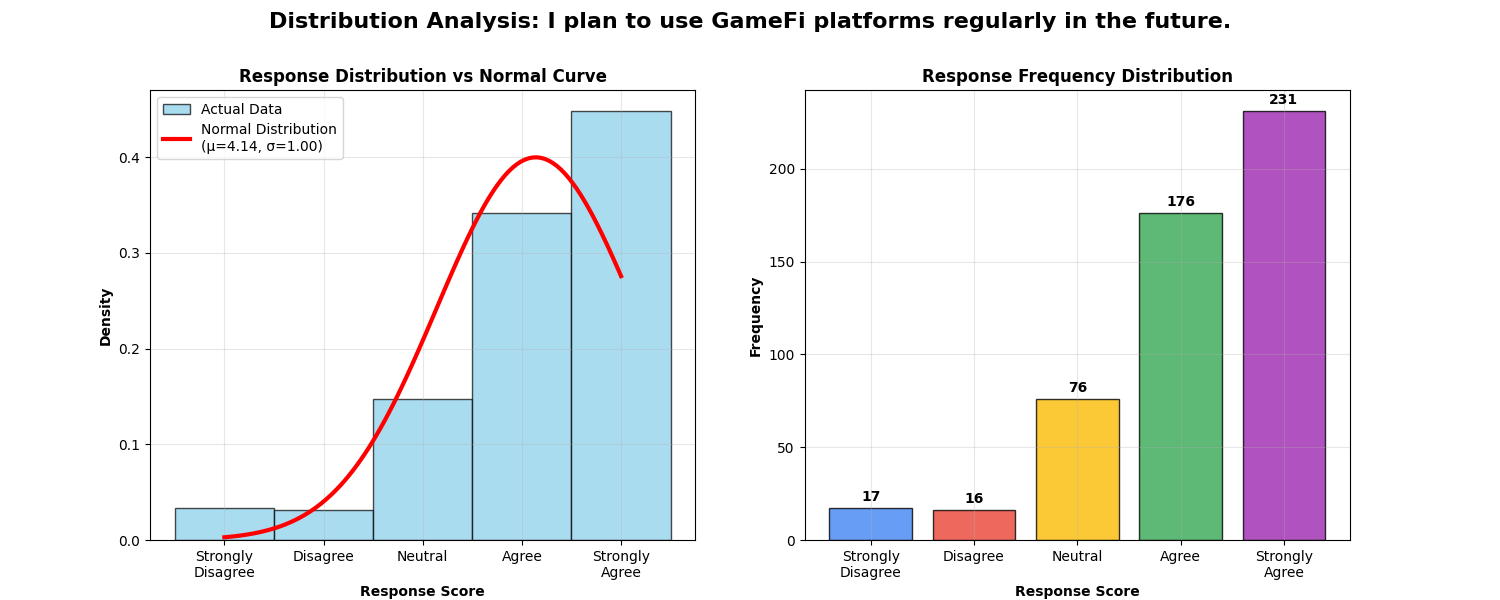 Distribution Analysis: I plan to use GameFi platforms regularly in the future.
Response Distribution vs Normal Curve
Actual Data
Normal Distribution
(μ=4.14, σ=1.00)
Density
0.4
0.3
0.2
0.1
0.0
Strongly
Disagree
Disagree
Neutral
Agree
Strongly
Agree
Response Score
Response Frequency Distribution
Frequency
200
150
100
50
0
17
16
76
176
231
Strongly
Disagree
Disagree
Neutral
Agree
Strongly
Agree
Response Score